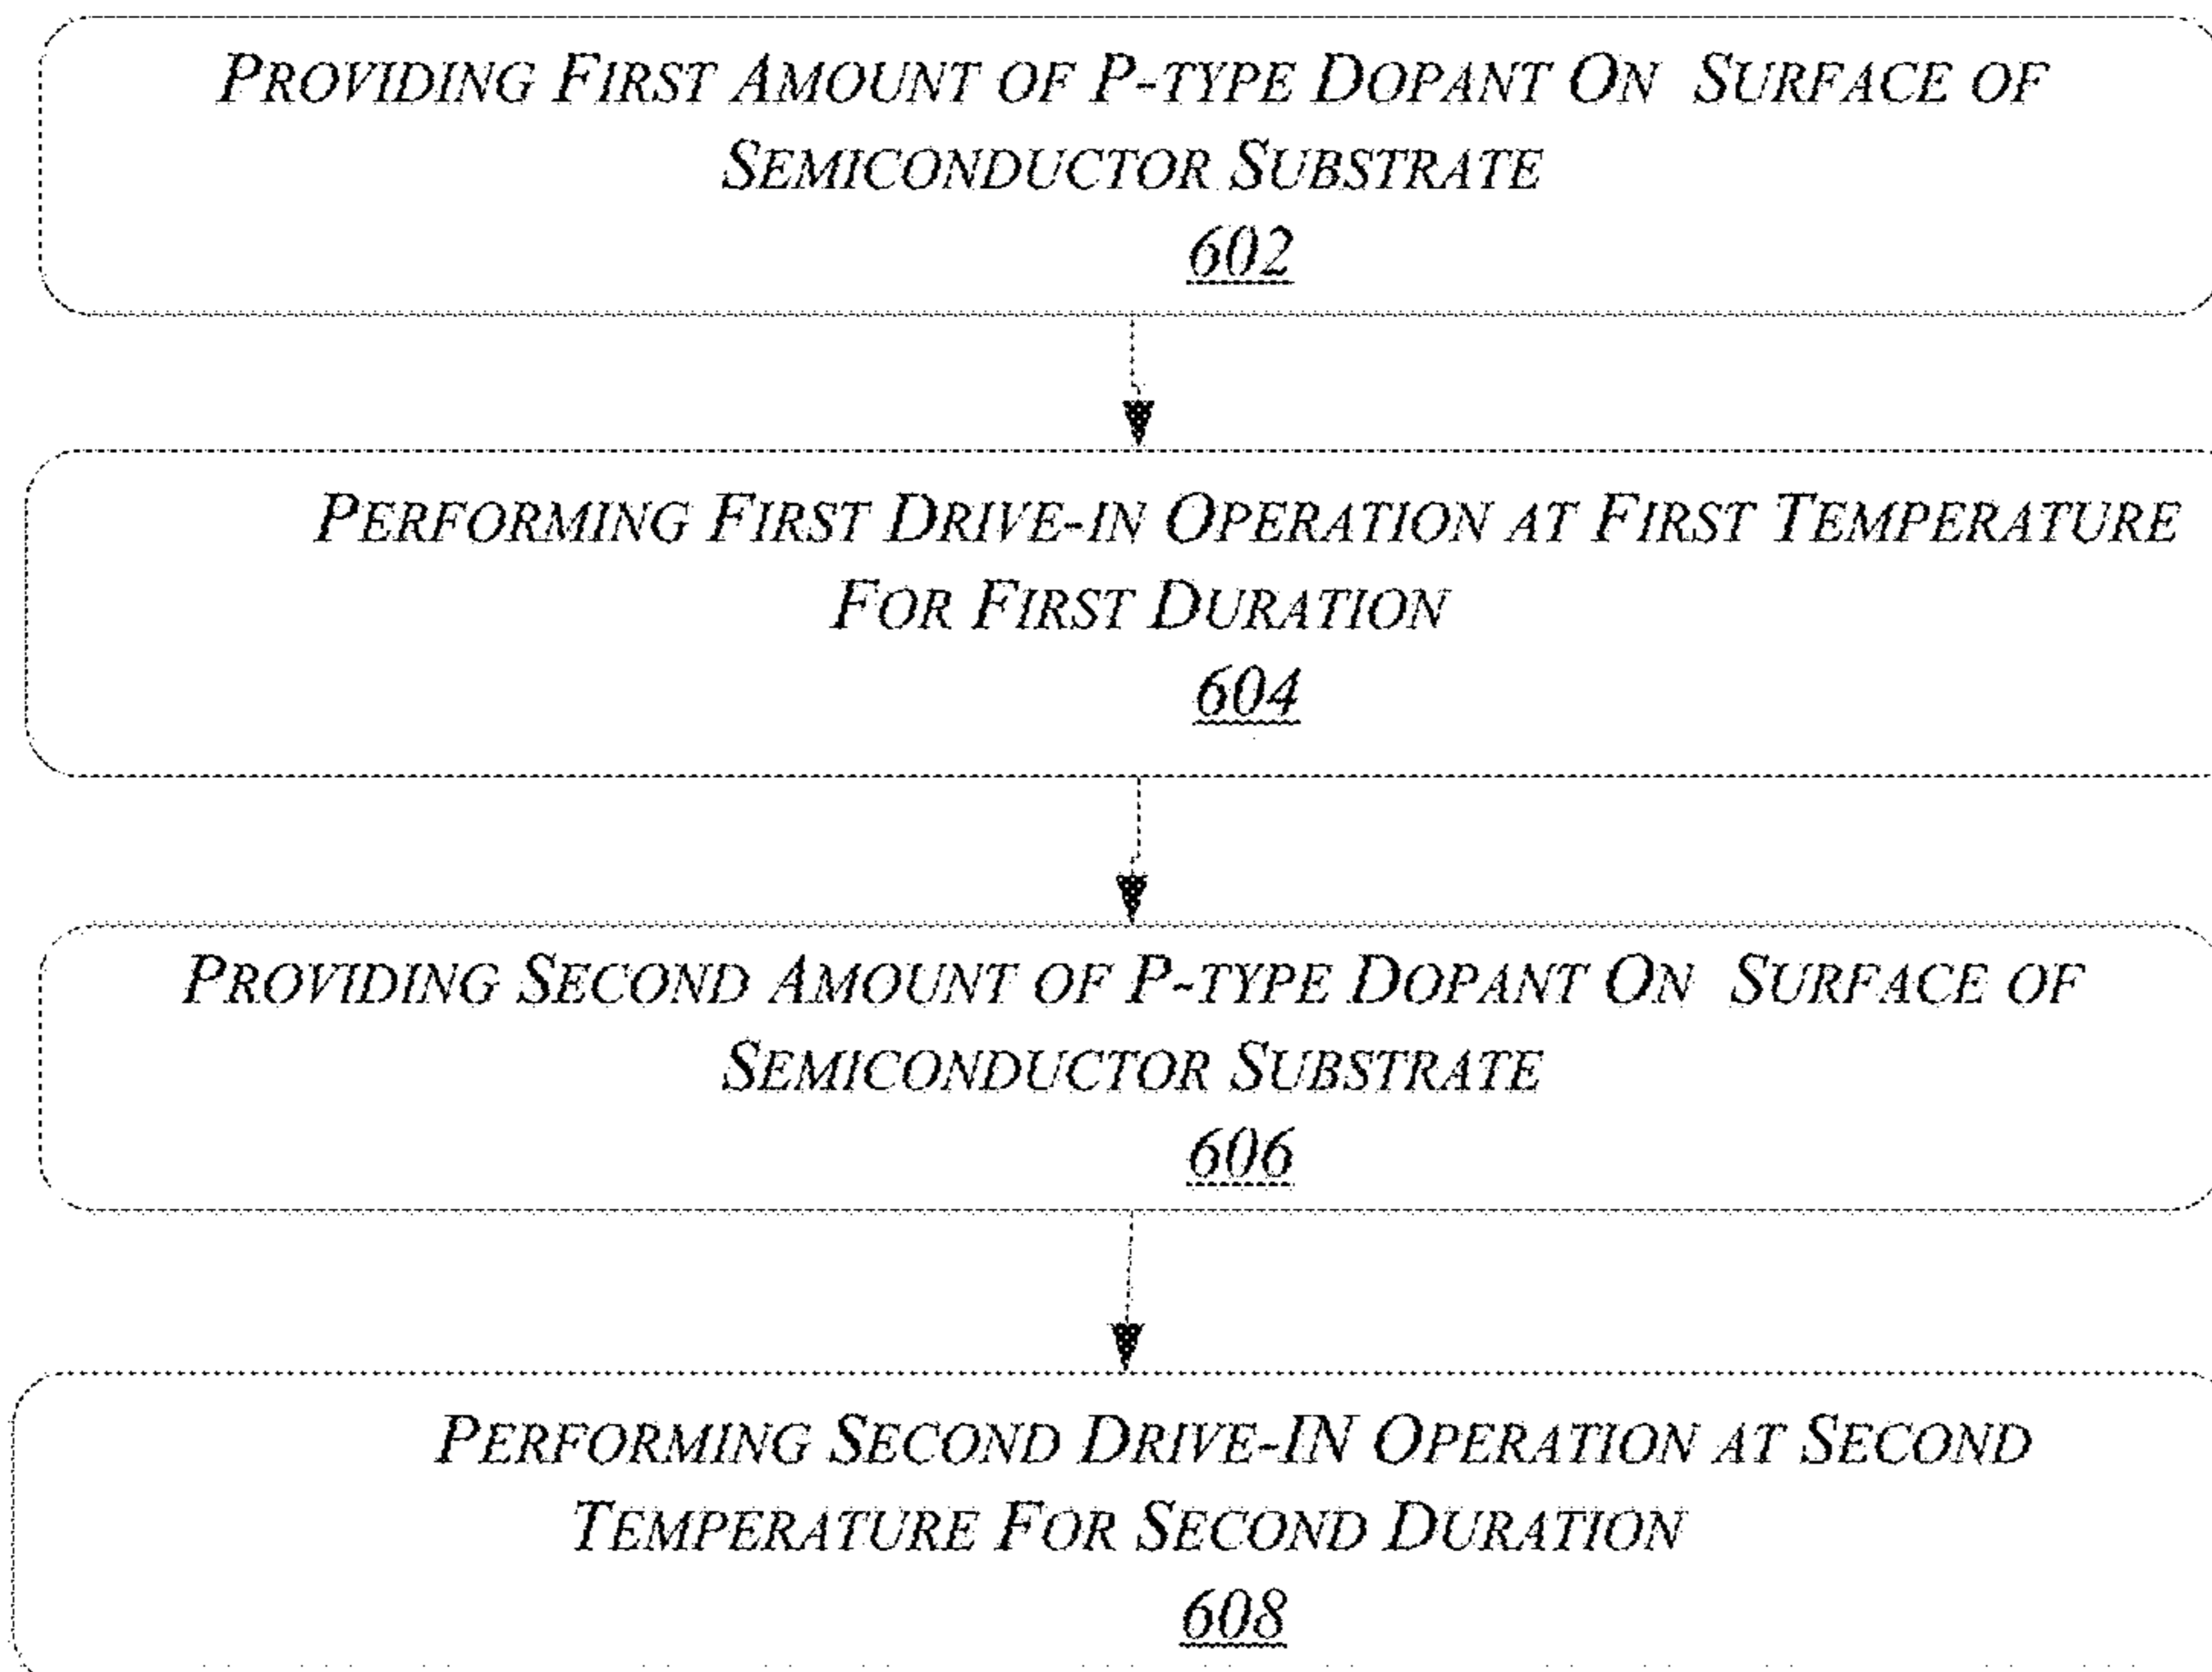 PROVIDING FIRST AMOUNT OF P-TYPE DOPANT ON SURFACE OF
SEMICONDUCTOR SUBSTRATE
602
PERFORMING FIRST DRIVE-IN OPERATION AT FIRST TEMPERATURE
FOR FIRST DURATION
604
PROVIDING SECOND AMOUNT OF P-TYPE DOPANT ON SURFACE OF
SEMICONDUCTOR SUBSTRATE
606
PERFORMING SECOND DRIVE-IN OPERATION AT SECOND
TEMPERATURE FOR SECOND DURATION
608